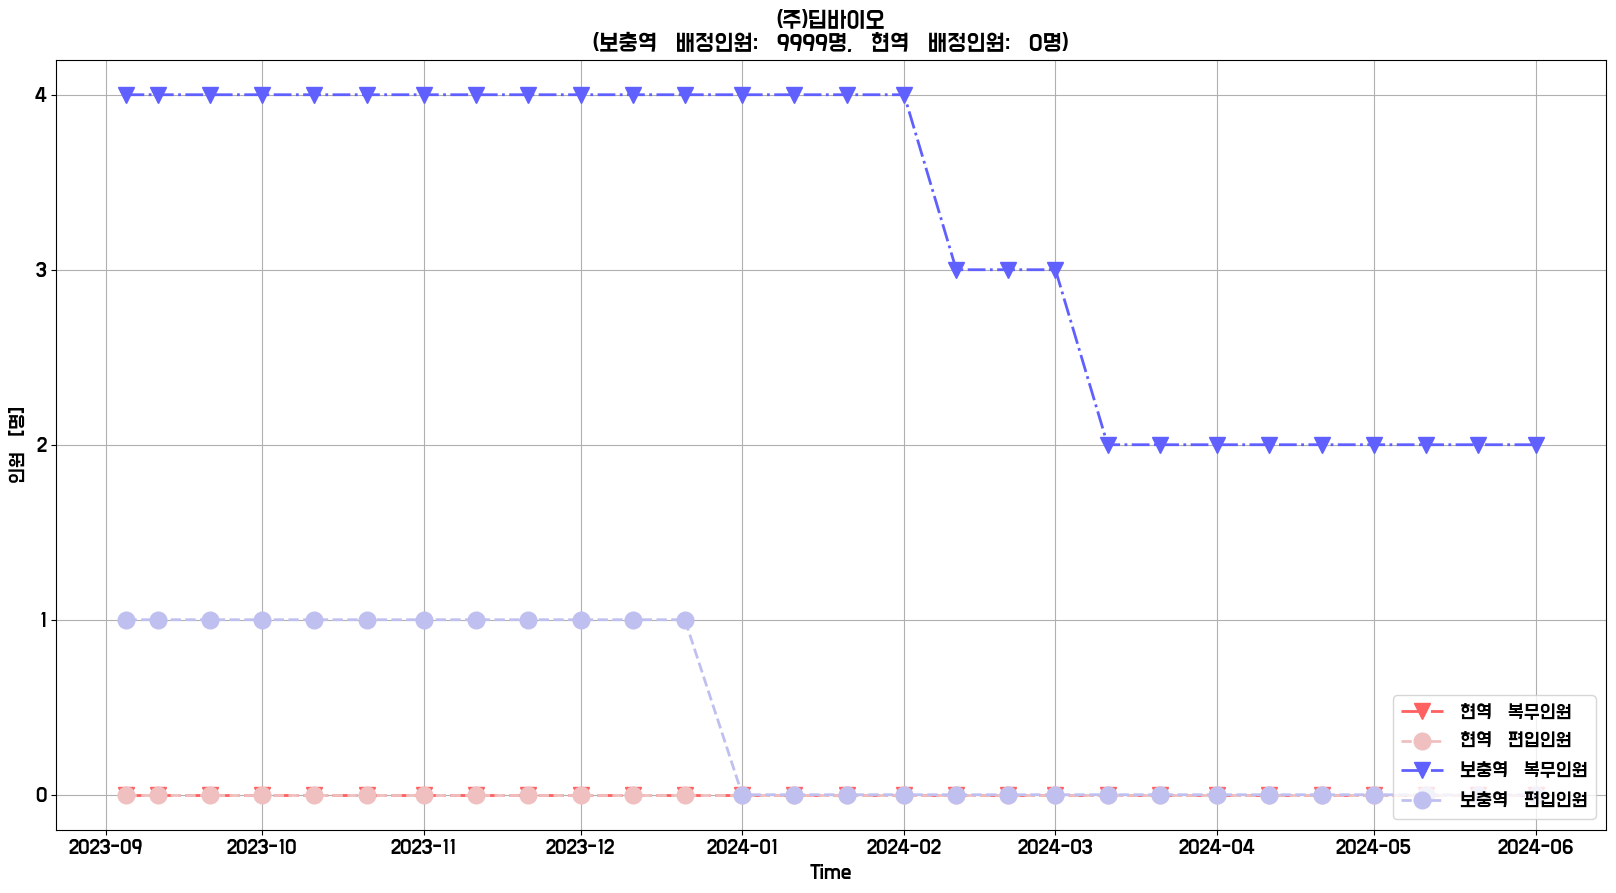 (주)딥바이오
(보충역 배정인원: 9999명, 현역 배정인원: 0명)
인원 [명]
4
3
2
1
0
현역 복무인원
현역 편입인원
보충역 복무인원
보충역 편입인원
2023-09 2023-10 2023-11 2023-12 2024-01 2024-02 2024-03 2024-04 2024-05 2024-06
Time